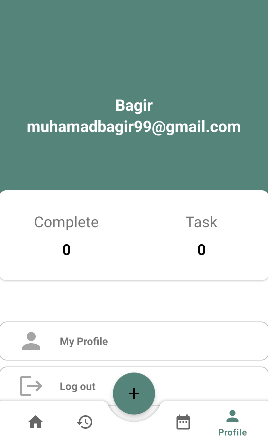 Bagir
muhamadbagir99@gmail.com
Complete Task
0 0
My Profile
Log out
Profile